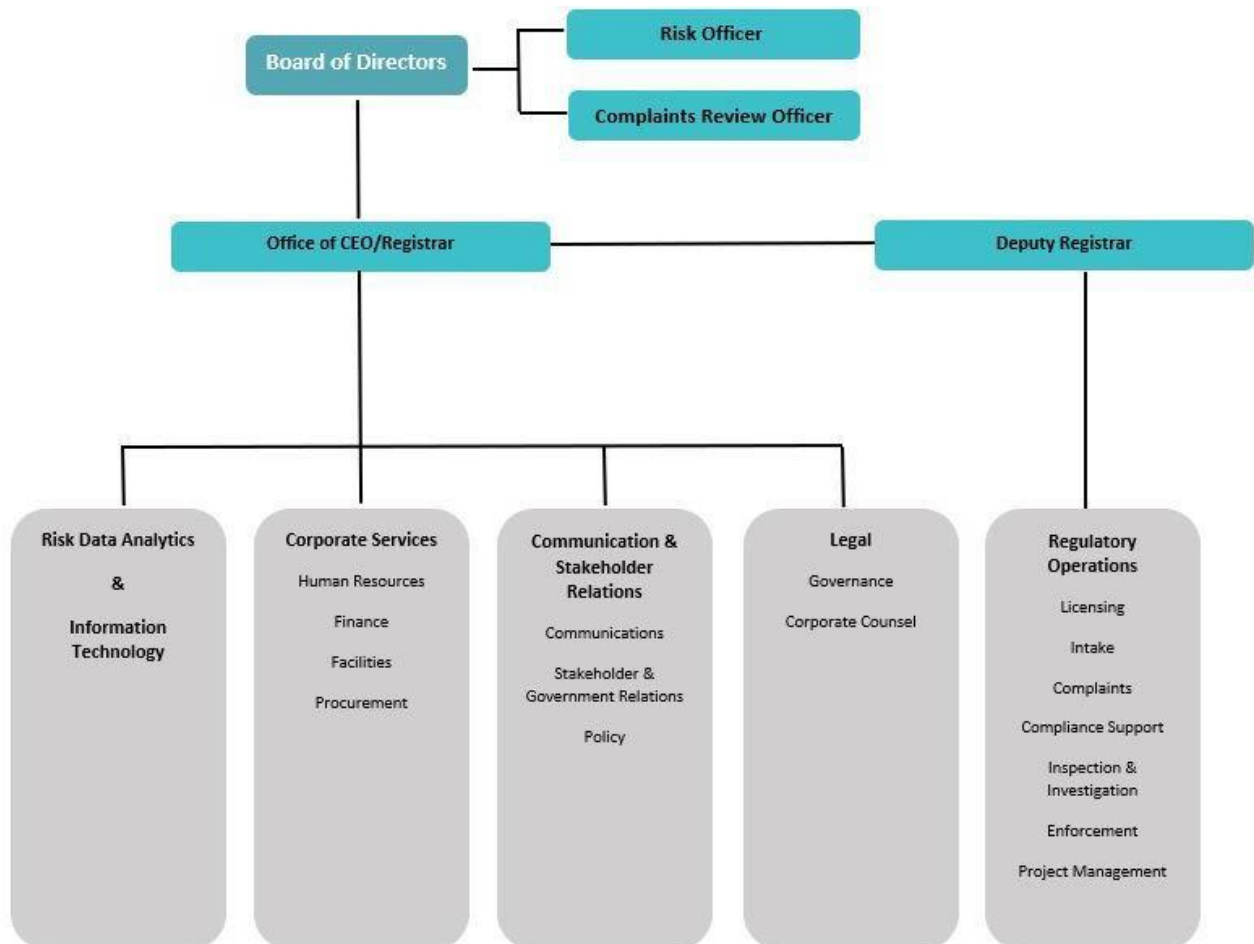 Risk Officer
Board of Directors
Complaints Review Officer
Office of CEO/Registrar
Deputy Registrar
Risk Data Analytics
&
Information
Technology
Corporate Services
Human Resources
Finance
Facilities
Procurement
Communication &
Stakeholder
Relations
Communications
Stakeholder &
Government Relations
Policy
Legal
Governance
Corporate Counsel
Regulatory
Operations
Licensing
Intake
Complaints
Compliance Support
Inspection &
Investigation
Enforcement
Project Management